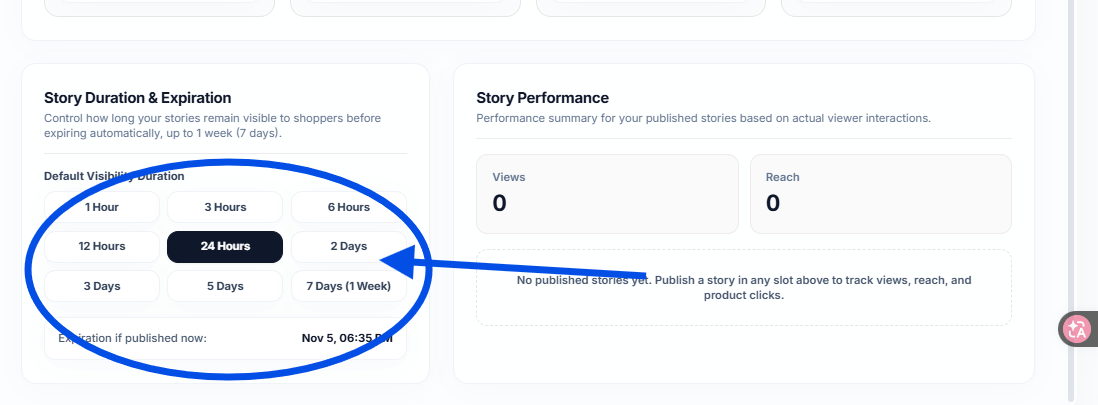 Story Duration & Expiration
Control how long your stories remain visible to shoppers before
expiring automatically, up to 1 week (7 days).
Default Visibility Duration
1 Hour
3 Hours
6 Hours
12 Hours
24 Hours
2 Days
3 Days
5 Days
7 Days (1 Week)
Expiration if published now:
Nov 5, 06:35 PM
Story Performance
Performance summary for your published stories based on actual viewer interactions.
Views
0
Reach
0
No published stories yet. Publish a story in any slot above to track views, reach, and
product clicks.